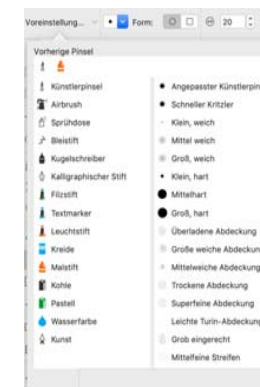 Voreinstellung...
Form:
20
Vorherige Pinsel
Künstlerpinsel
Airbrush
Sprühdose
Bleistift
Kugelschreiber
Kalligraphischer Stift
Filzstift
Textmarker
Leuchtstift
Kreide
Malstift
Kohle
Pastell
Wasserfarbe
Kunst
Angepasster Künstlerpin
Schneller Kritzler
Klein, weich
Mittel weich
Groß, weich
Klein, hart
Mittelhart
Groß, hart
Überladene Abdeckung
Große weiche Abdeckun
Mittelweiche Abdeckung
Trockene Abdeckung
Superfeine Abdeckung
Leichte Turin-Abdeckung
Grob eingerecht
Mittelfeine Streifen